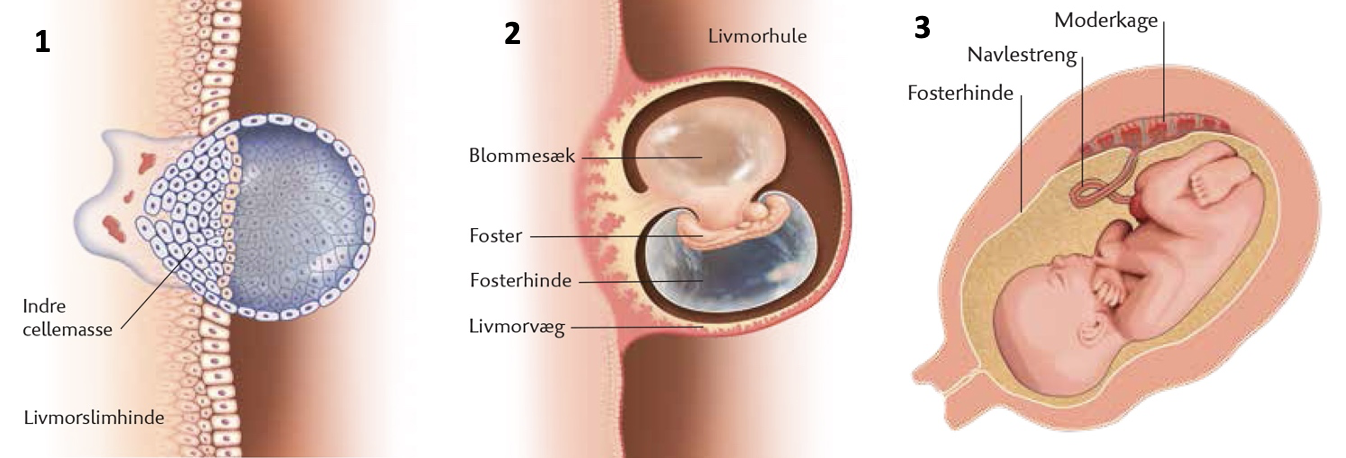 1
Indre
cellemasse
Livmorslimhinde
2
Livmorhule
Blommesæk
Foster
Fosterhinde
Livmorvæg
3
Moderkage
Navlestreng
Fosterhinde